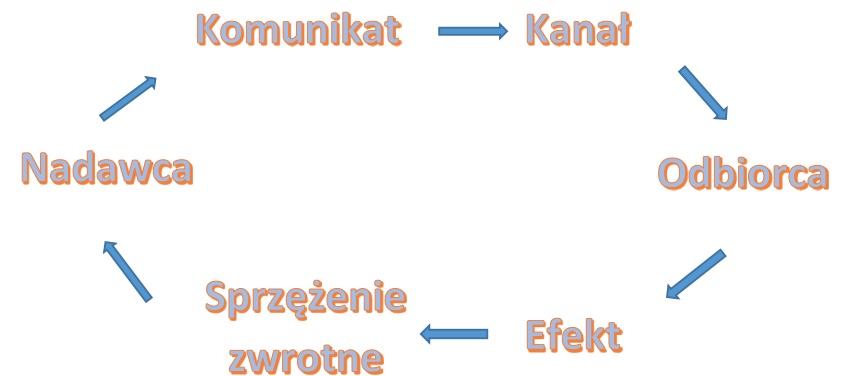 Komunikat
Kanał
Nadawca
Odbiorca
Sprzężenie
zwrotne
Efekt